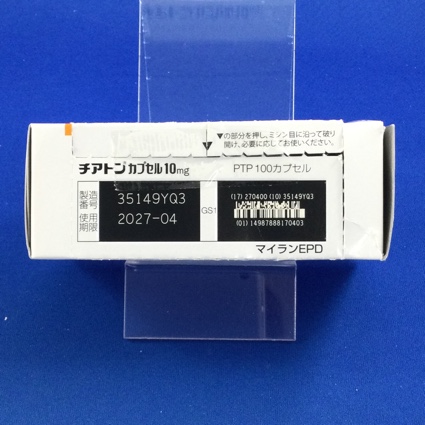 ▼の部分を押し、ミシン目に沿って破り
開け、必要に応じてお使いください。
チアトンカプセル10mg
PTP 100カプセル
製造番号 35149YQ3
使用期限 2027-04
GS1
(17) 270400 (10) 35149YQ3
(01) 14987888170403
マイランEPD